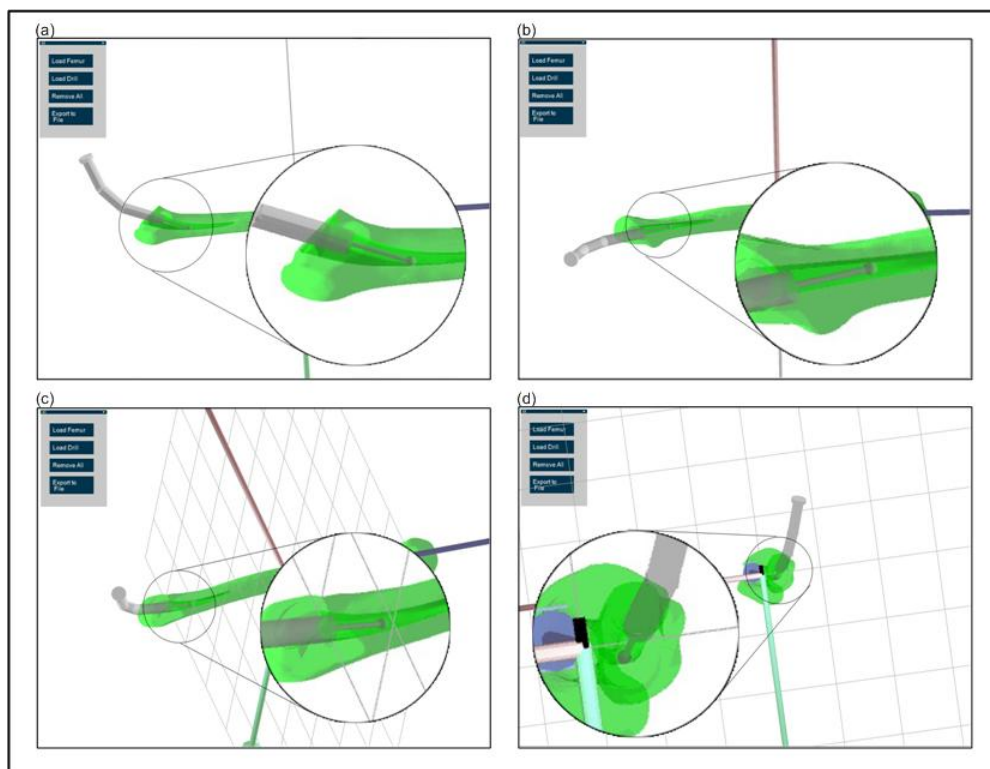 (a)
Load Femur
Load Drill
Remove All
Export to
File
(b)
Load Femur
Load Drill
Remove All
Export to
File
(c)
Load Femur
Load Drill
Remove All
Export to
File
(d)
Load Femur
Load Drill
Remove All
Export to
File